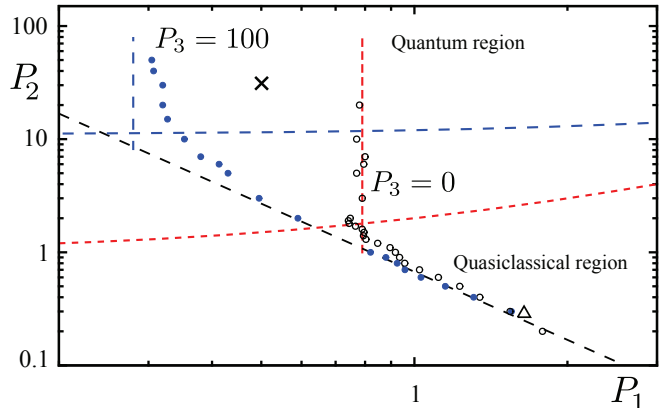 100
P₃ = 100
Quantum region
P₂
10
P₃ = 0
1
Quasiclassical region
0.1
1
P₁